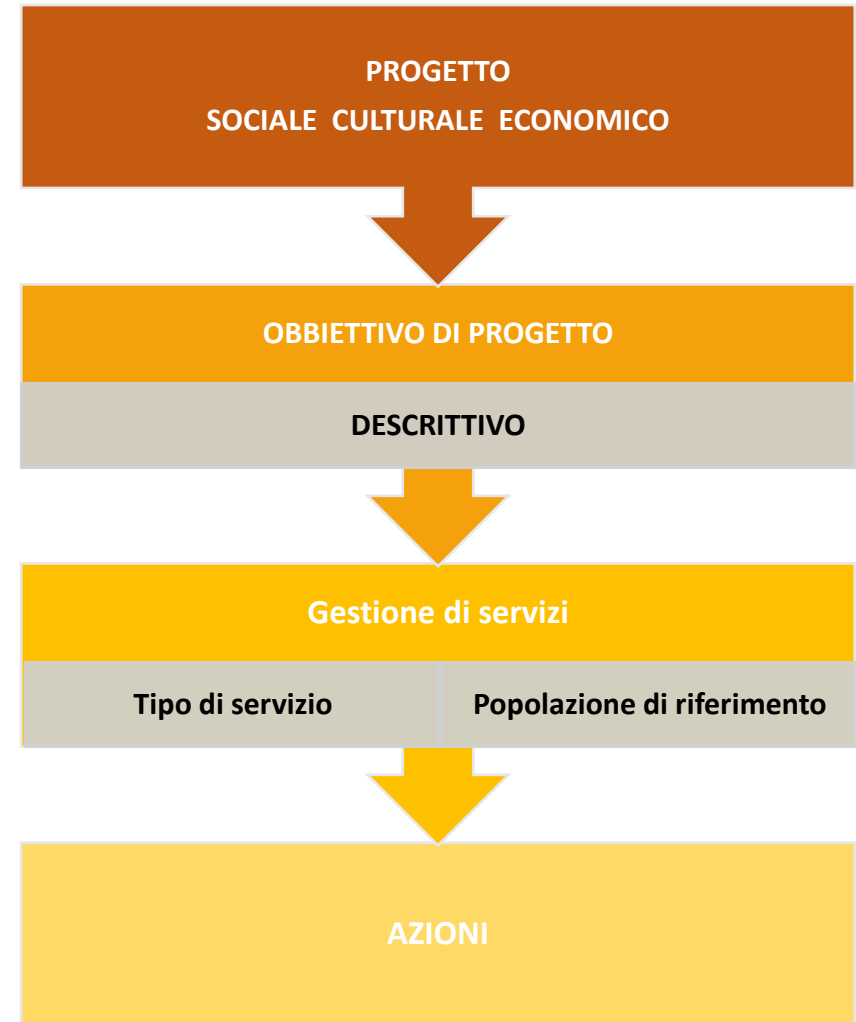 PROGETTO
SOCIALE CULTURALE ECONOMICO
OBBIETTIVO DI PROGETTO
DESCRITTIVO
Gestione di servizi
Tipo di servizio
Popolazione di riferimento
AZIONI